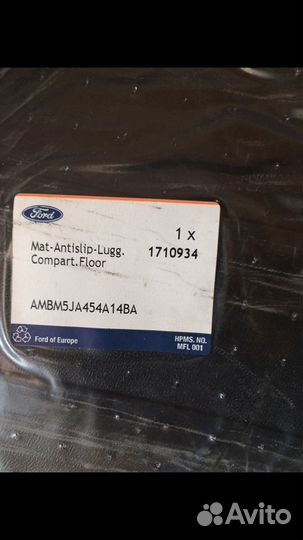 Ford
1 x
Mat-Antislip-Lugg. 1710934
Compart.Floor
AMBM5JA454A14BA
Ford of Europe
HPMS. NO.
MFL 001
Avito